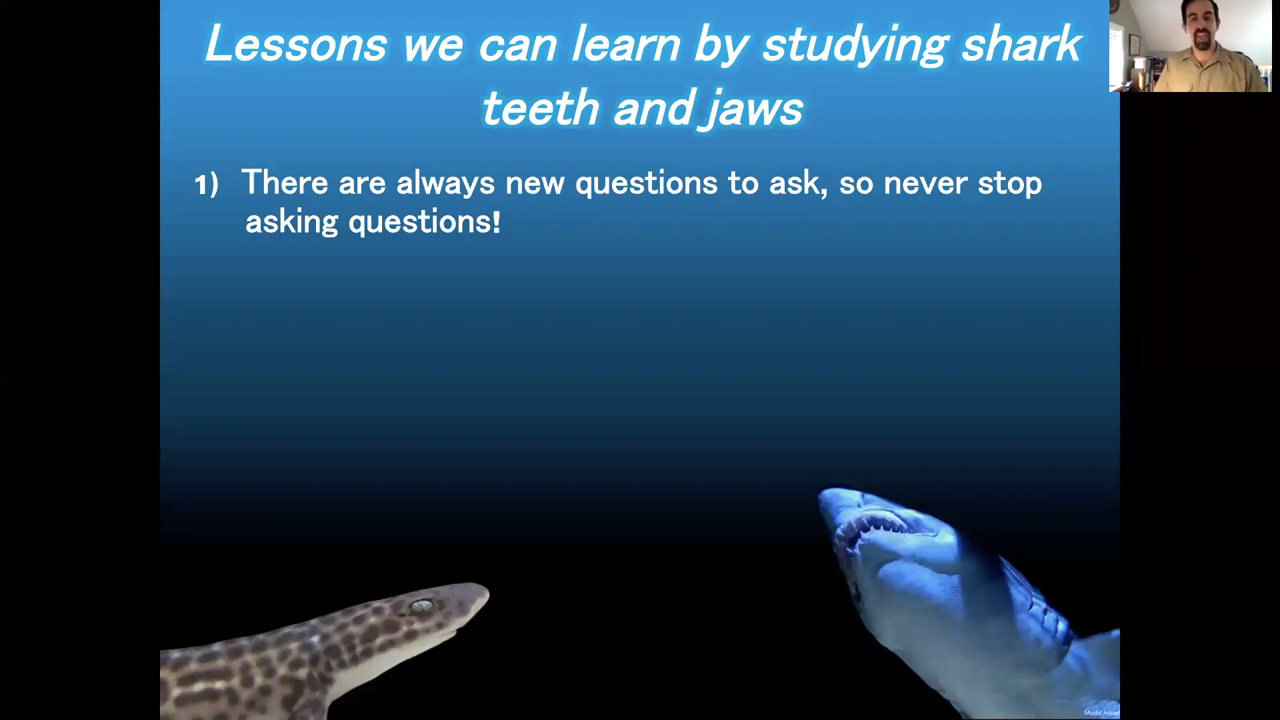 Lessons we can learn by studying shark
teeth and jaws
1) There are always new questions to ask, so never stop
asking questions!